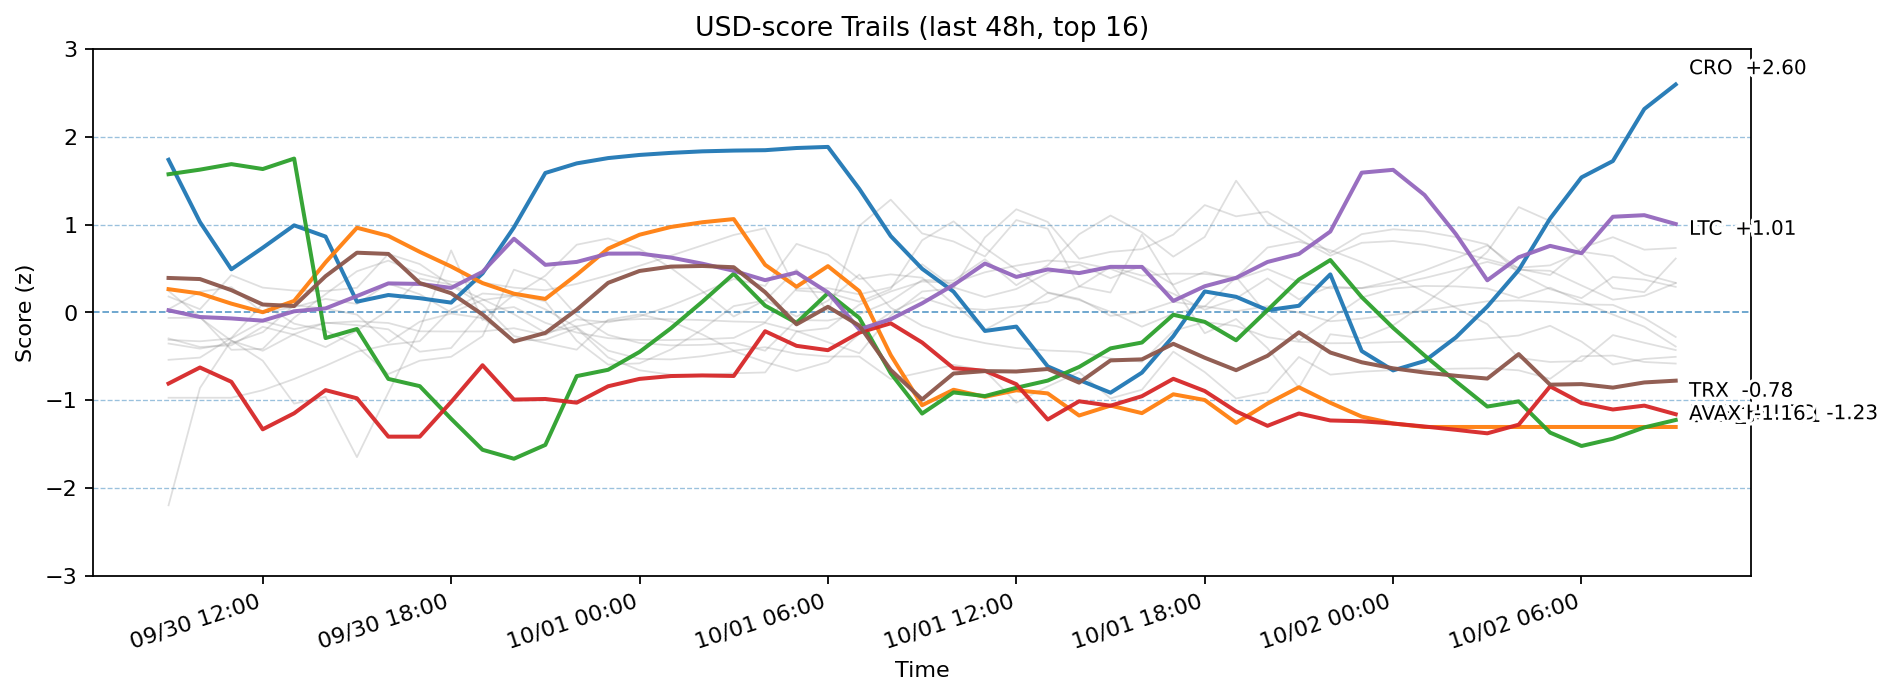 USD-score Trails (last 48h, top 16)
Score (z)
3
2
1
0
−1
−2
−3
CRO +2.60
LTC +1.01
TRX -0.78
AVAX -1.16
-1.23
09/30 12:00
09/30 18:00
10/01 00:00
10/01 06:00
10/01 12:00
10/01 18:00
10/02 00:00
10/02 06:00
Time